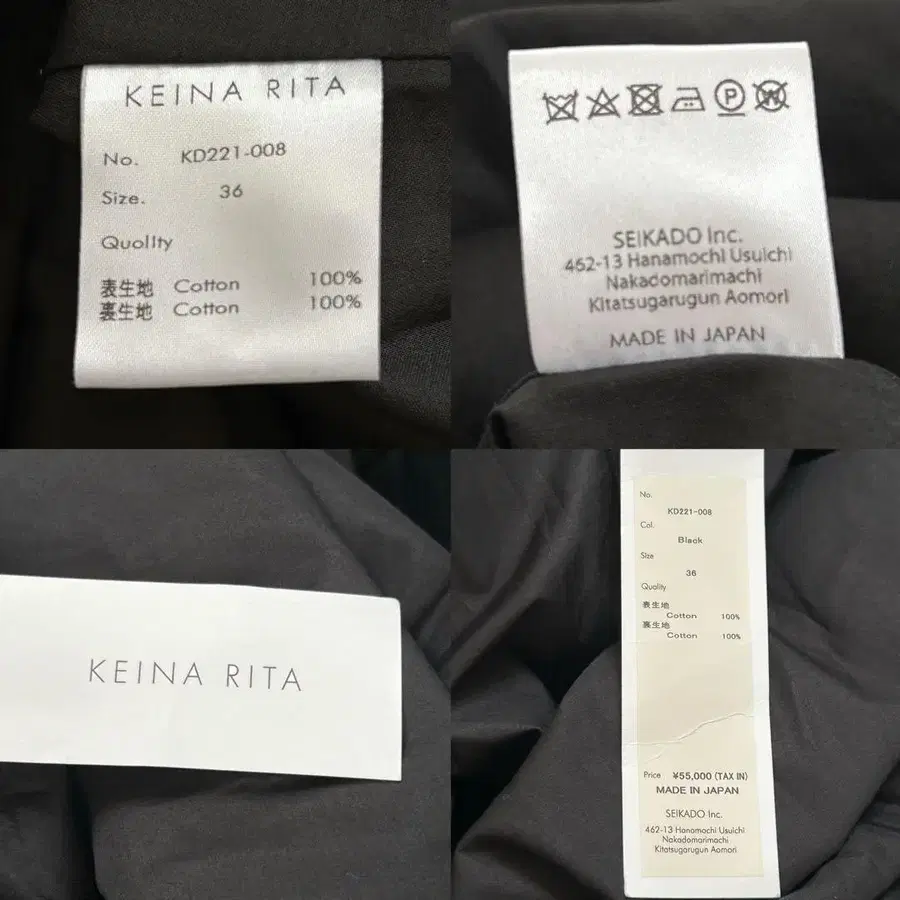 KEINA RITA
No. KD221-008
Size. 36
Quolity
表生地 Cotton 100%
裏生地 Cotton 100%
P
W
SEIKADO Inc.
462-13 Hanamochi Usuichi
Nakadomarimachi
Kitatsugarugun Aomori
MADE IN JAPAN
KEINA RITA
No.
KD221-008
Col.
Black
Size
36
Quolity
表生地
Cotton 100%
裏生地
Cotton 100%
Price ¥55,000 (TAX IN)
MADE IN JAPAN
SEIKADO Inc.
462-13 Hanamochi Usuichi
Nakadomarimachi
Kitatsugarugun Aomori